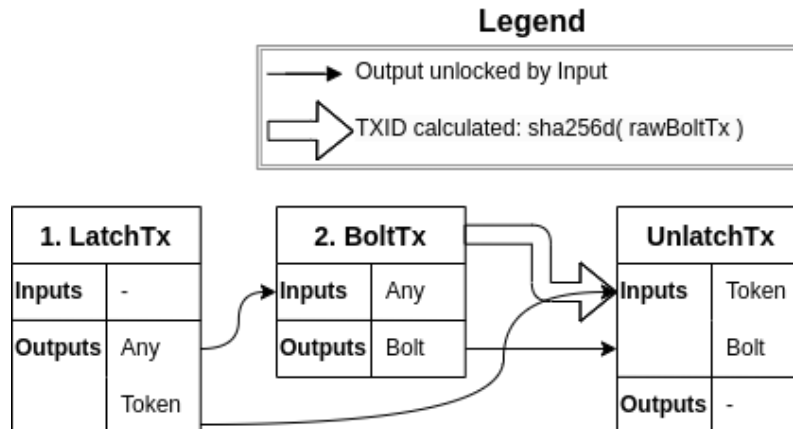 Legend
Output unlocked by Input
TXID calculated: sha256d( rawBoltTx )
1. LatchTx
Inputs -
Outputs Any
Token
2. BoltTx
Inputs Any
Outputs Bolt
UnlatchTx
Inputs Token
Bolt
Outputs -